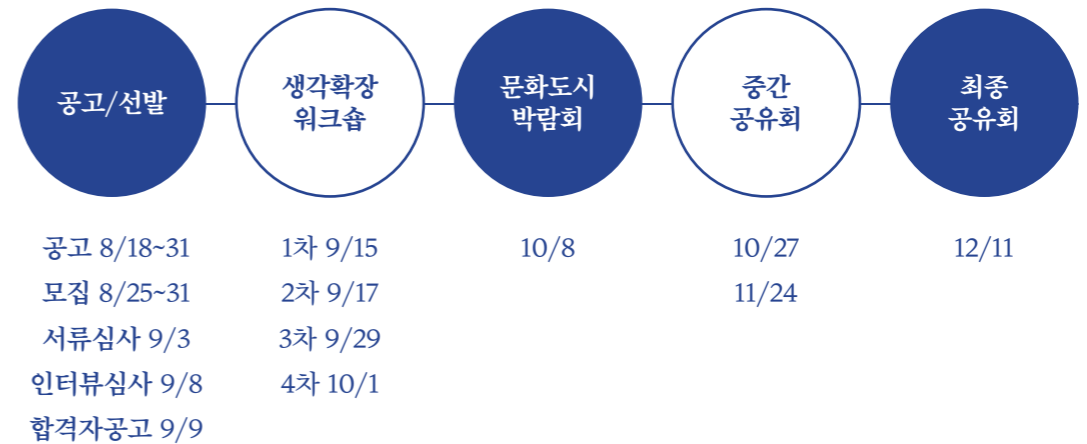 공고/선발
생각확장
워크숍
문화도시
박람회
중간
공유회
최종
공유회
공고 8/18~31
모집 8/25~31
서류심사 9/3
인터뷰심사 9/8
합격자공고 9/9
1차 9/15
2차 9/17
3차 9/29
4차 10/1
10/8
10/27
11/24
12/11